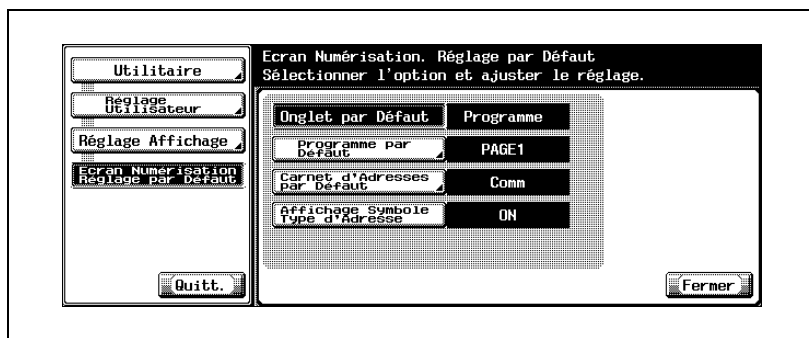 Ecran Numérisation. Réglage par Défaut
Sélectionner l'option et ajuster le réglage.
Utilitaire
Réglage
Utilisateur
Réglage Affichage
Ecran Numérisation
Réglage par Défaut
Onglet par Défaut
Programme
Programme par
Défaut
PAGE1
Carnet d'Adresses
par Défaut
Comm
Affichage Symbole
Type d'Adresse
ON
Quitt.
Fermer